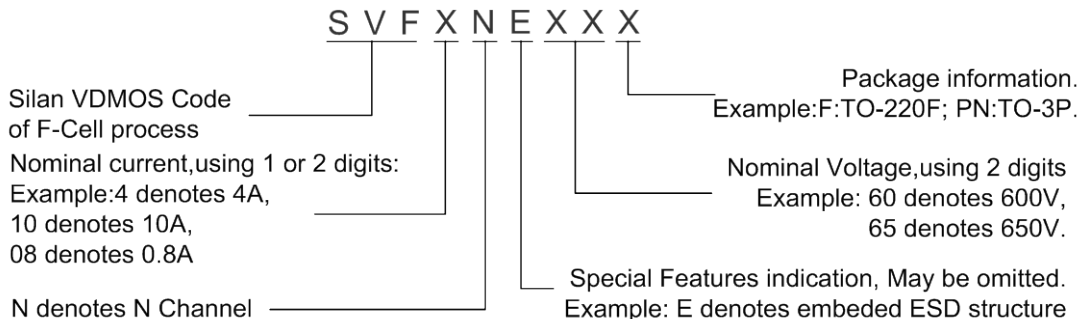 S V F X N E X X X
Silan VDMOS Code
of F-Cell process
Nominal current,using 1 or 2 digits:
Example:4 denotes 4A,
10 denotes 10A,
08 denotes 0.8A
N denotes N Channel
Package information.
Example:F:TO-220F; PN:TO-3P.
Nominal Voltage,using 2 digits
Example: 60 denotes 600V,
65 denotes 650V.
Special Features indication, May be omitted.
Example: E denotes embeded ESD structure